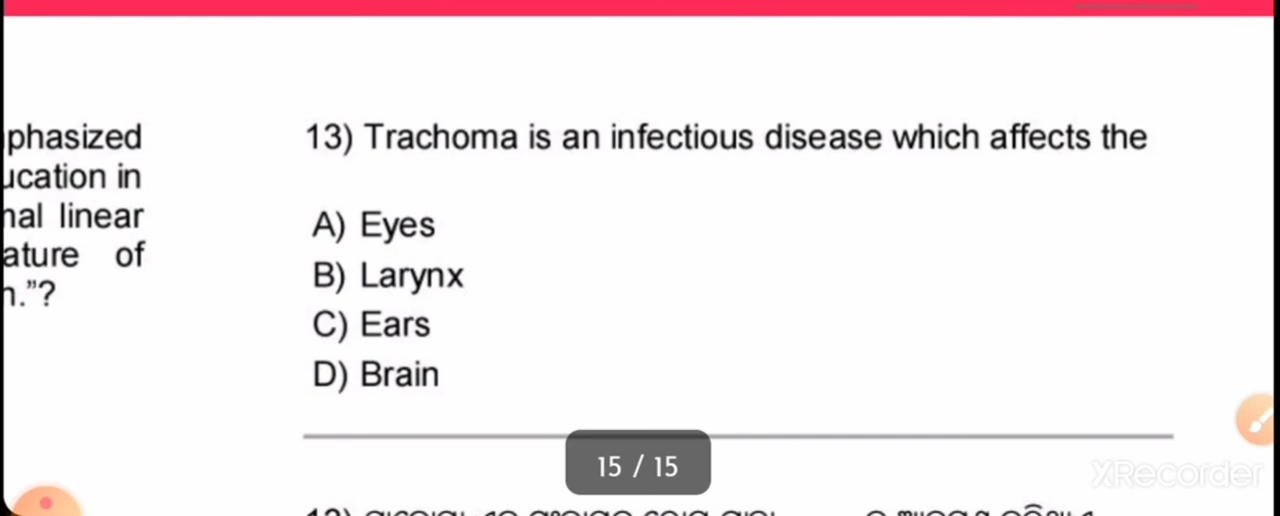 phasized
ucation in
nal linear
ature of
n.”?
13) Trachoma is an infectious disease which affects the
A) Eyes
B) Larynx
C) Ears
D) Brain
15 / 15
XRecorder